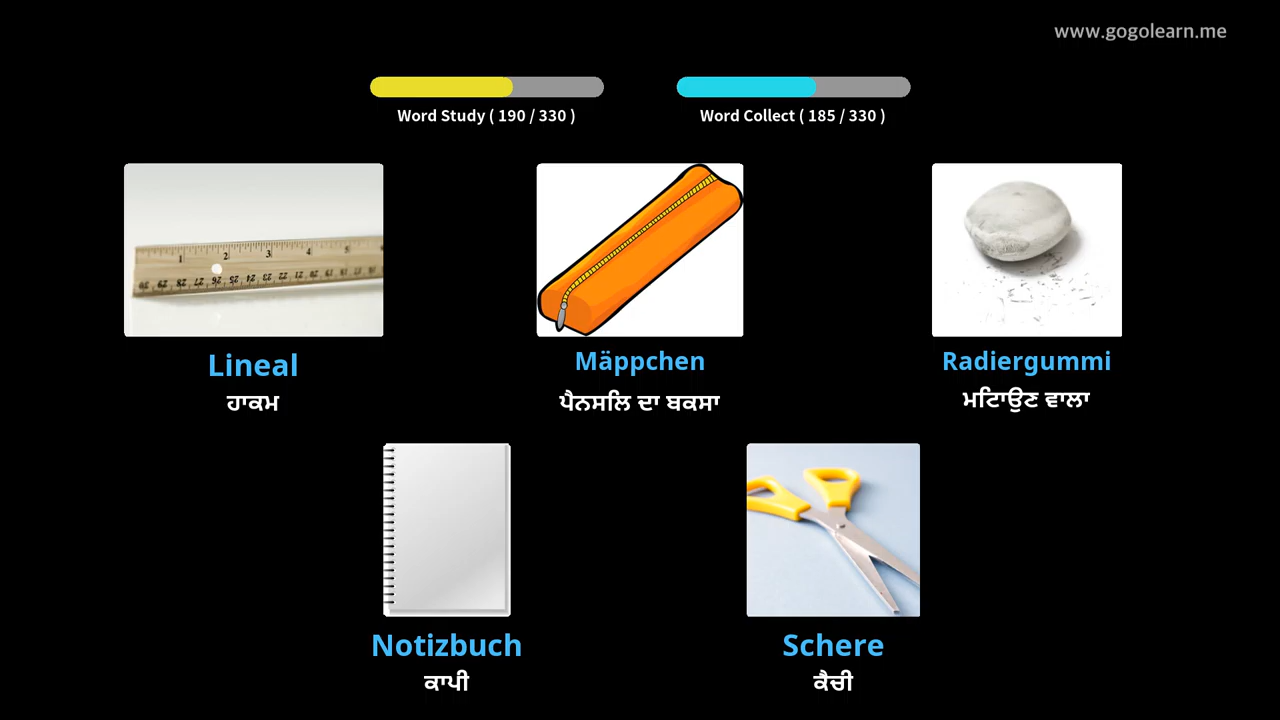 www.gogolearn.me
Word Study ( 190 / 330 )
Word Collect ( 185 / 330 )
Lineal
ਹਾਕਮ
Mäppchen
ਪੈਨਸਲਿ ਦਾ ਬਕਸਾ
Radiergummi
ਮਟਿਾਉਣ ਵਾਲਾ
Notizbuch
ਕਾਪੀ
Schere
ਕੈਚੀ